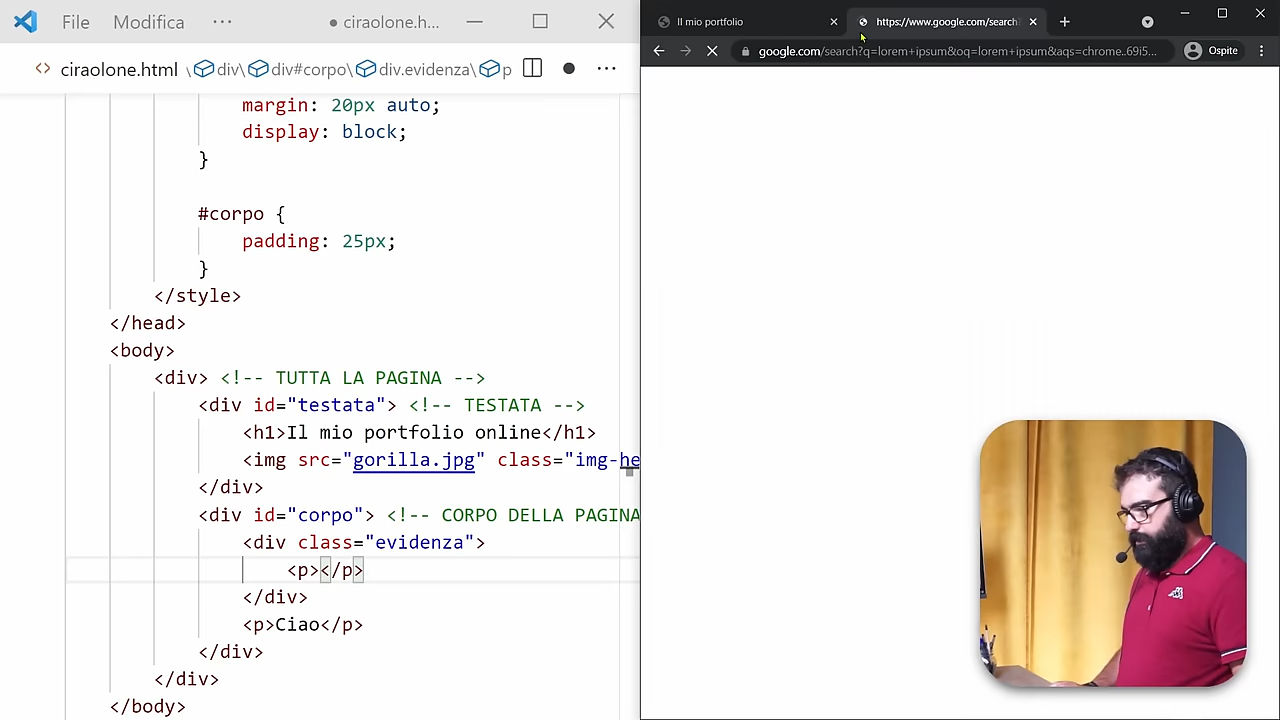 File Modifica ··· ● ciraolone.h...
ciraolone.html \ div\ div#corpo\ div.evidenza\ p
margin: 20px auto;
display: block;
}
#corpo {
padding: 25px;
}
</style>
</head>
<body>
<div> <!-- TUTTA LA PAGINA -->
<div id="testata"> <!-- TESTATA -->
<h1>Il mio portfolio online</h1>
<img src="gorilla.jpg" class="img-he
</div>
<div id="corpo"> <!-- CORPO DELLA PAGINA
<div class="evidenza">
<p></p>
</div>
<p>Ciao</p>
</div>
</div>
</body>
Il mio portfolio
https://www.google.com/search
google.com/search?q=lorem+ipsum&oq=lorem+ipsum&aqs=chrome..69i5...
Ospite